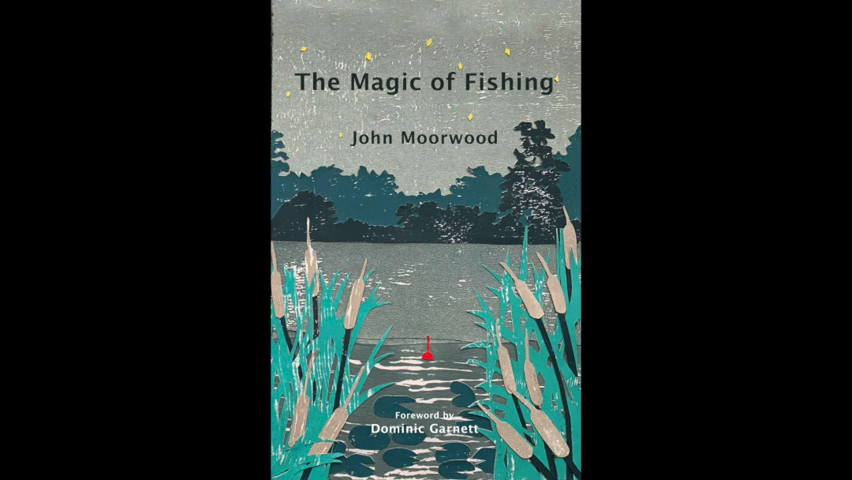 The Magic of Fishing
John Moorwood
Foreword by
Dominic Garnett